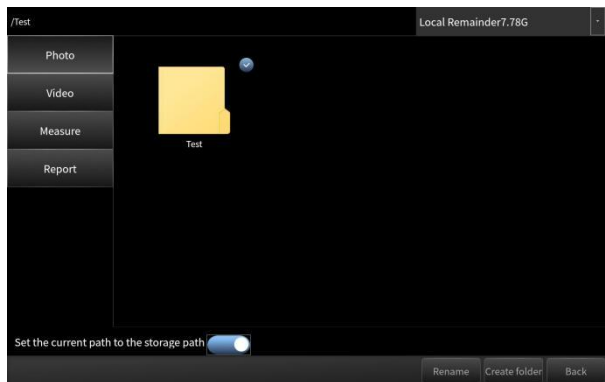 /Test
Local Remainder7.78G
Photo
Video
Measure
Report
Test
Set the current path to the storage path
Rename
Create folder
Back